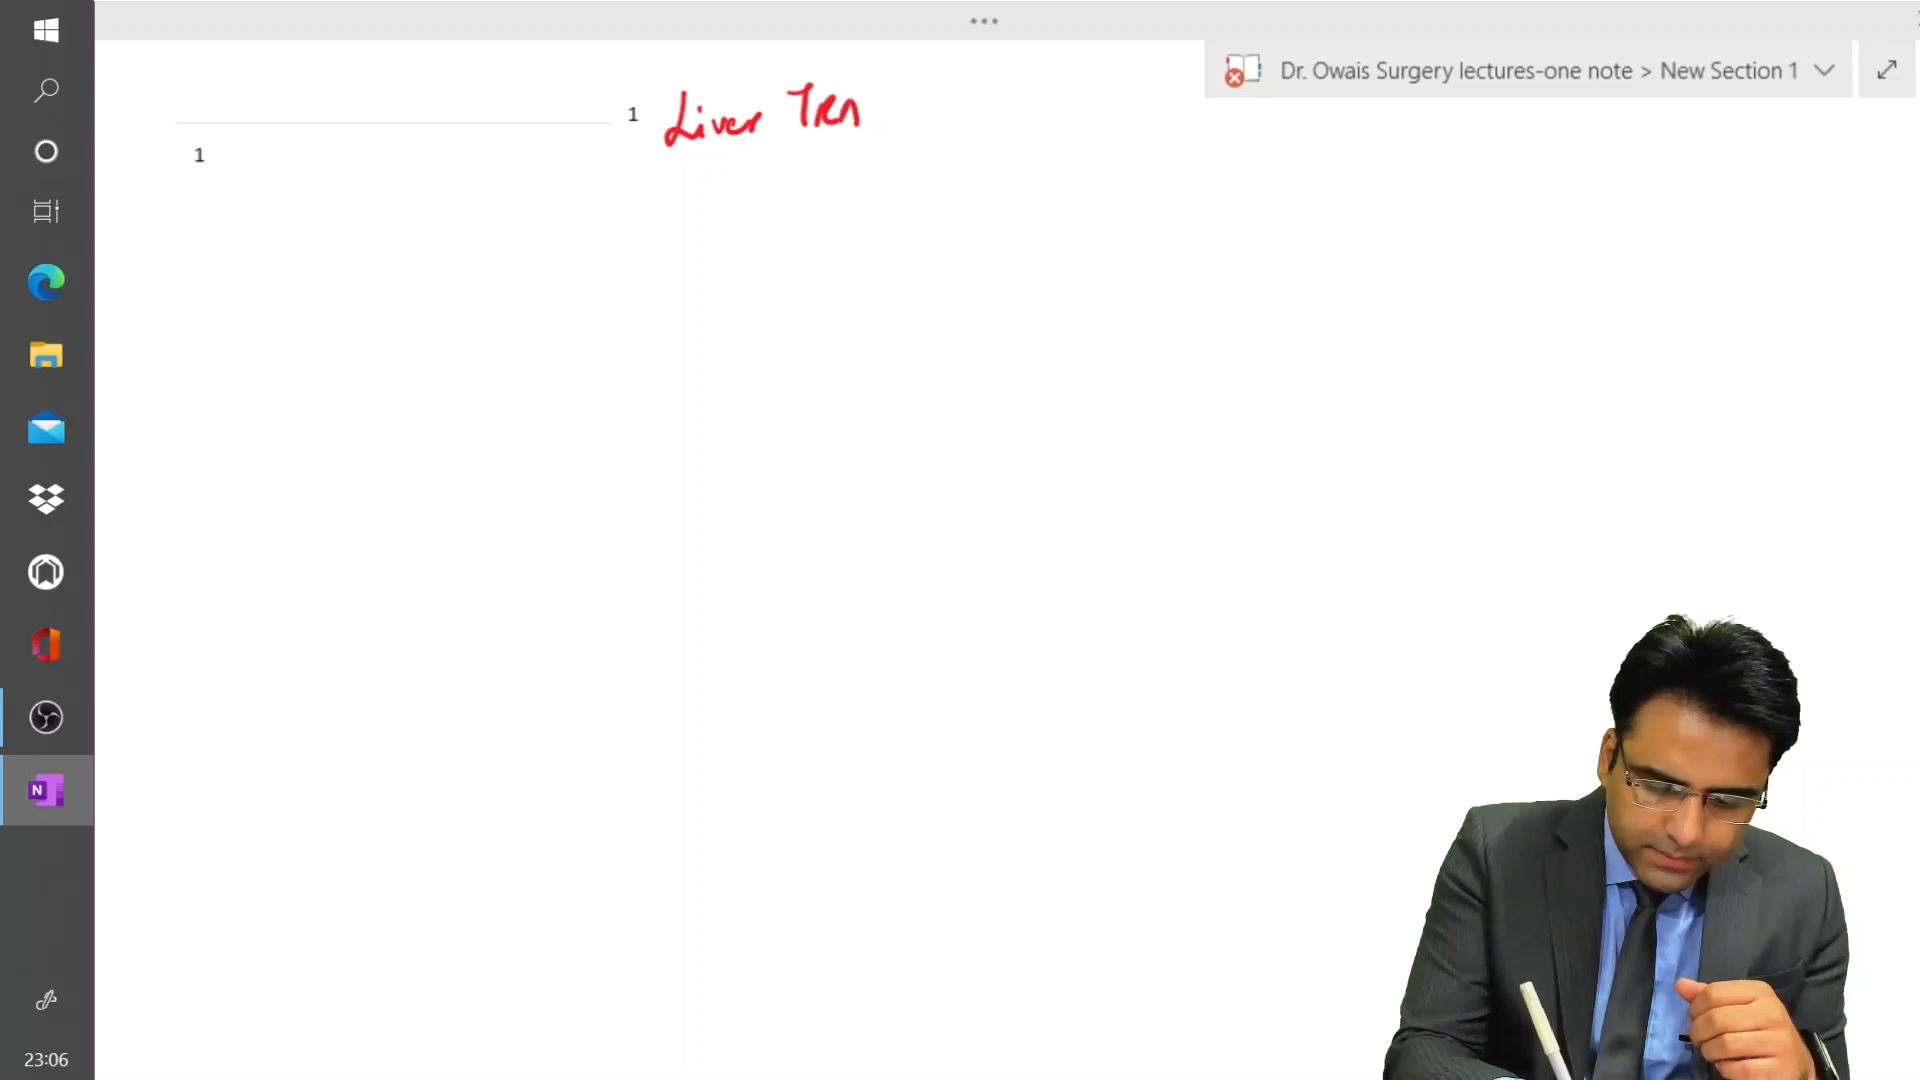 Dr. Owais Surgery lectures-one note > New Section 1
1 Liver TRA
1
N
23:06